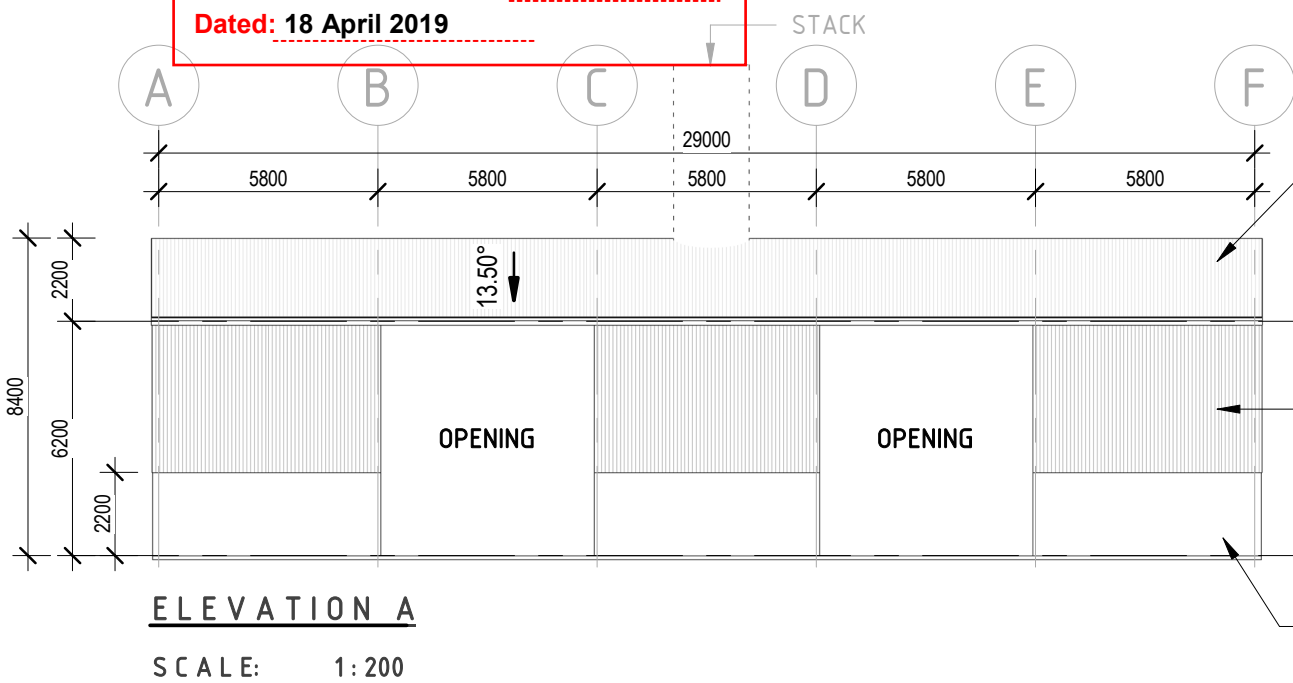 Dated: 18 April 2019
STACK
A B C D E F
29000
5800 5800 5800 5800 5800
2200
13.50°
8400
6200
OPENING OPENING
2200
ELEVATION A
SCALE: 1:200